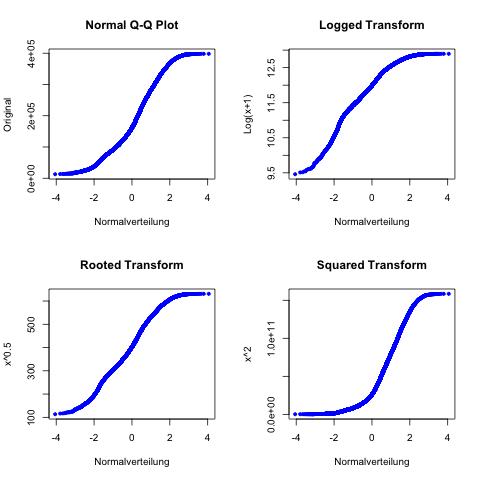 Normal Q-Q Plot
Original
0e+00 2e+05 4e+05
-4 -2 0 2 4
Normalverteilung
Logged Transform
Log(x+1)
9.5 10.5 11.5 12.5
-4 -2 0 2 4
Normalverteilung
Rooted Transform
x^0.5
100 300 500
-4 -2 0 2 4
Normalverteilung
Squared Transform
x^2
0.0e+00 1.0e+11
-4 -2 0 2 4
Normalverteilung